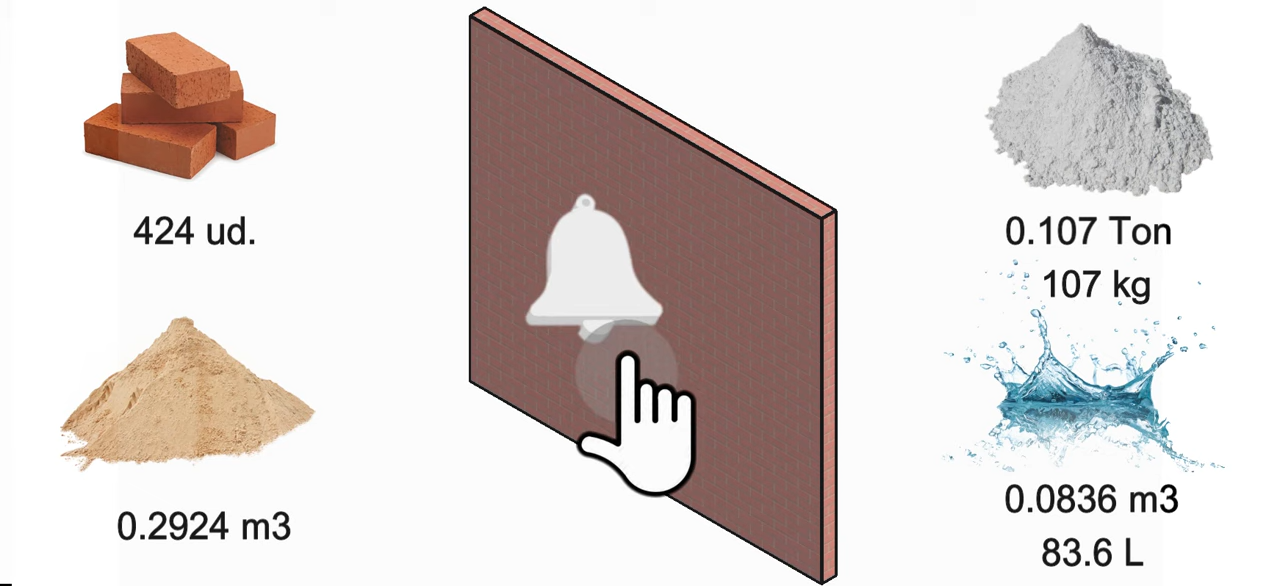 424 ud.
0.107 Ton
107 kg
0.2924 m3
0.0836 m3
83.6 L